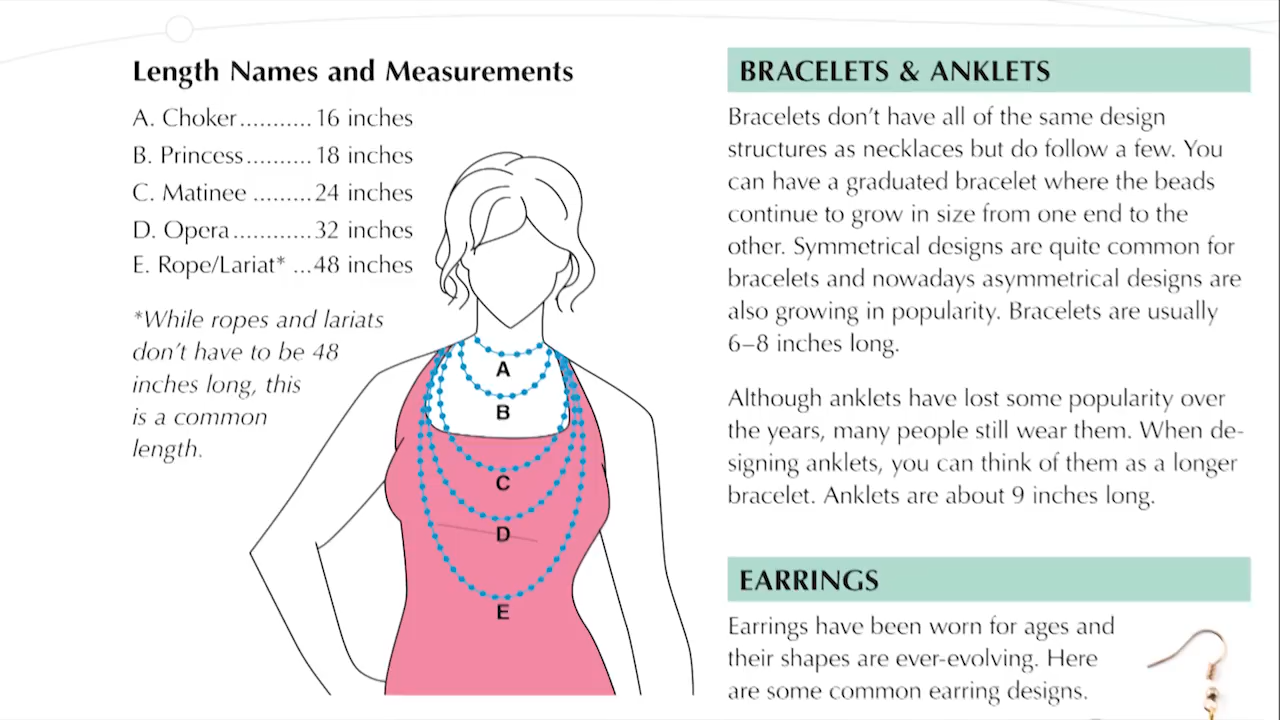 Length Names and Measurements
A. Choker........... 16 inches
B. Princess.......... 18 inches
C. Matinee ......... 24 inches
D. Opera ............ 32 inches
E. Rope/Lariat* ... 48 inches
*While ropes and lariats
don't have to be 48
inches long, this
is a common
length.
A
B
C
D
E
BRACELETS & ANKLETS
Bracelets don't have all of the same design
structures as necklaces but do follow a few. You
can have a graduated bracelet where the beads
continue to grow in size from one end to the
other. Symmetrical designs are quite common for
bracelets and nowadays asymmetrical designs are
also growing in popularity. Bracelets are usually
6–8 inches long.
Although anklets have lost some popularity over
the years, many people still wear them. When de-
signing anklets, you can think of them as a longer
bracelet. Anklets are about 9 inches long.
EARRINGS
Earrings have been worn for ages and
their shapes are ever-evolving. Here
are some common earring designs.